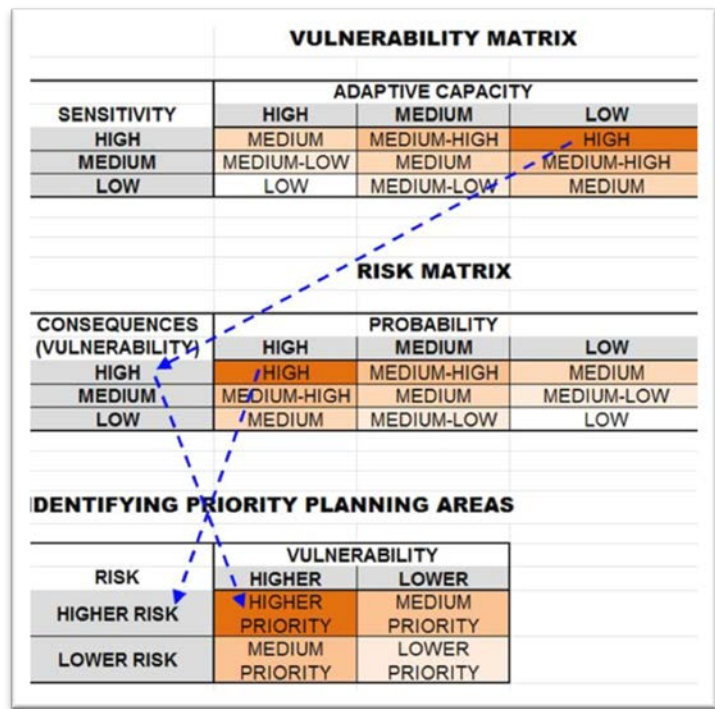 VULNERABILITY MATRIX
ADAPTIVE CAPACITY
SENSITIVITY HIGH MEDIUM LOW
HIGH MEDIUM MEDIUM-HIGH HIGH
MEDIUM MEDIUM-LOW MEDIUM MEDIUM-HIGH
LOW LOW MEDIUM-LOW MEDIUM
RISK MATRIX
CONSEQUENCES PROBABILITY
(VULNERABILITY) HIGH MEDIUM LOW
HIGH HIGH MEDIUM-HIGH MEDIUM
MEDIUM MEDIUM-HIGH MEDIUM MEDIUM-LOW
LOW MEDIUM MEDIUM-LOW LOW
IDENTIFYING PRIORITY PLANNING AREAS
VULNERABILITY
RISK HIGHER LOWER
HIGHER RISK HIGHER PRIORITY MEDIUM PRIORITY
LOWER RISK MEDIUM PRIORITY LOWER PRIORITY